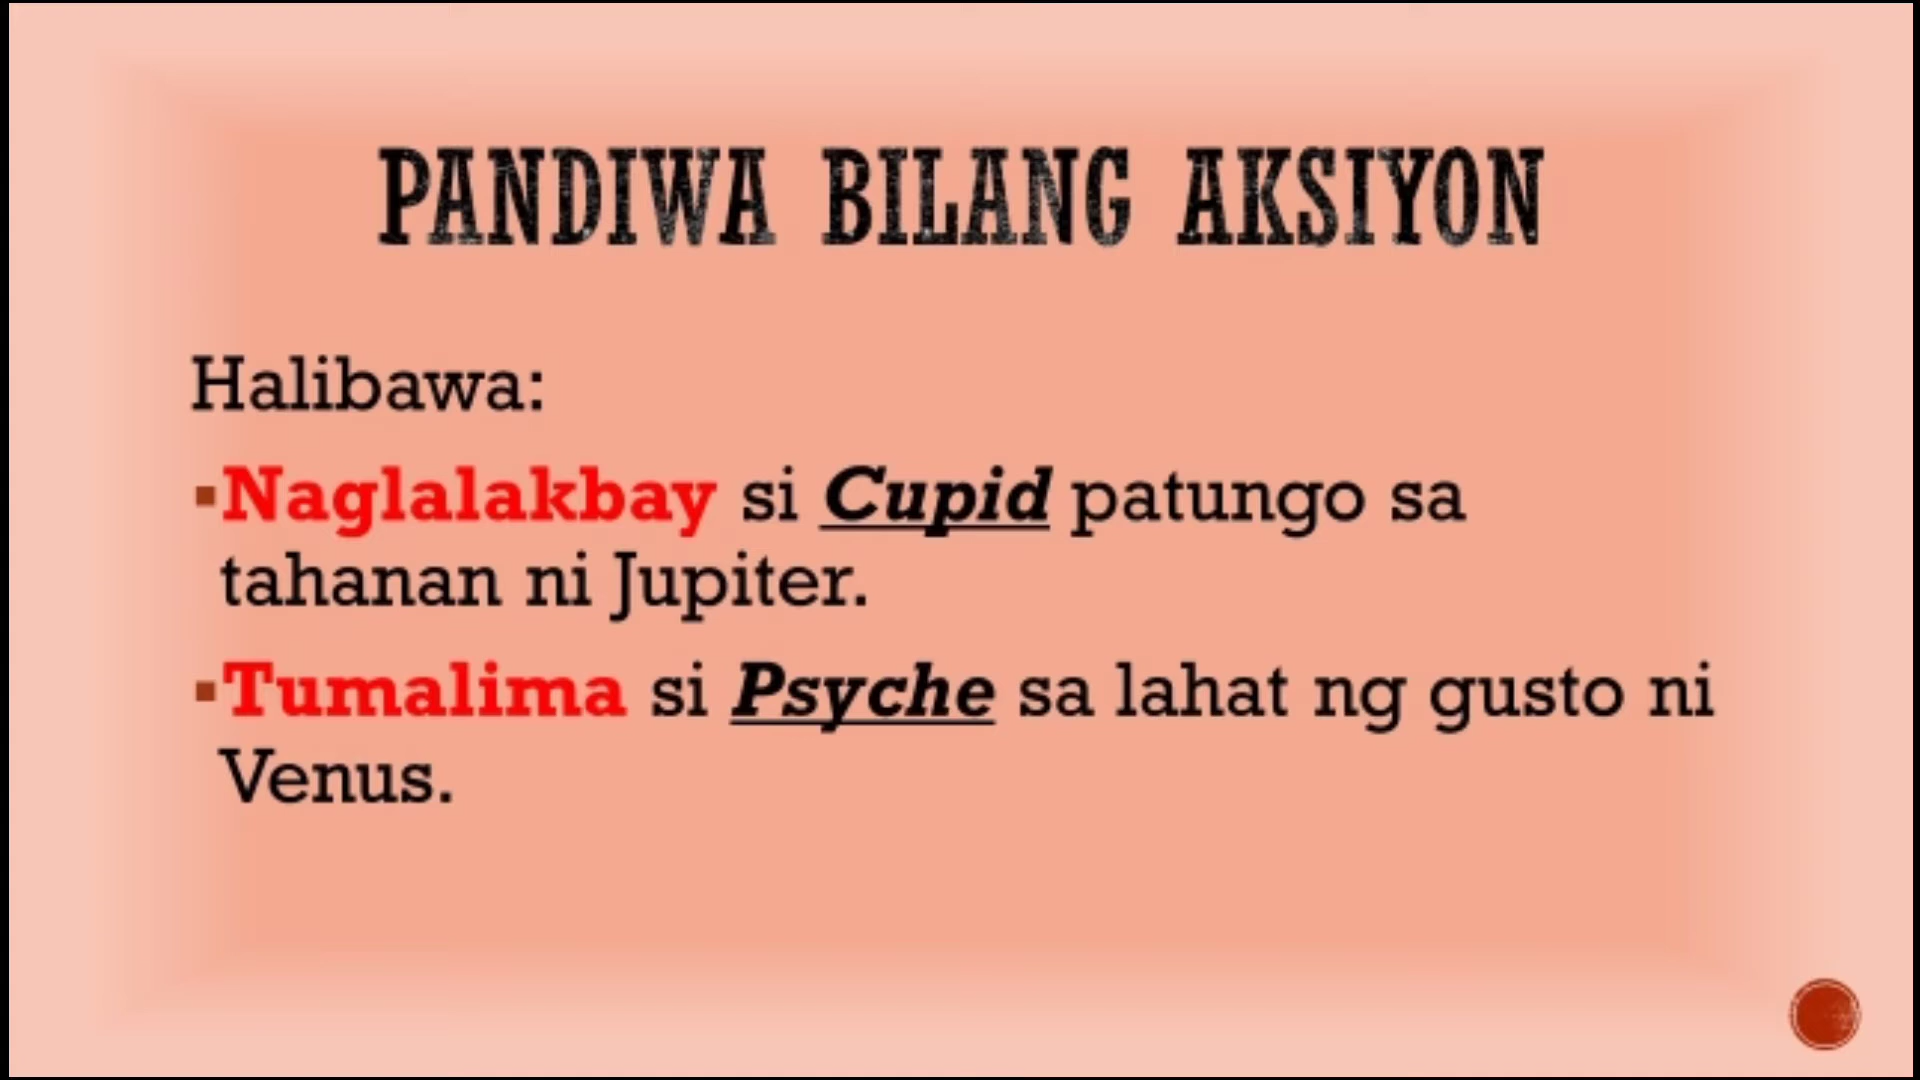 PANDIWA BILANG AKSIYON
Halibawa:
▪Naglalakbay si Cupid patungo sa
tahanan ni Jupiter.
▪Tumalima si Psyche sa lahat ng gusto ni
Venus.